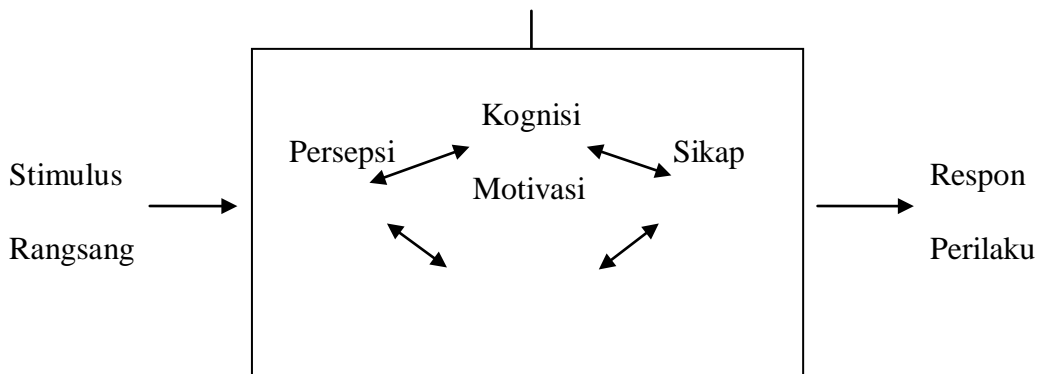 Kognisi
Persepsi
Sikap
Stimulus
Motivasi
Respon
Rangsang
Perilaku